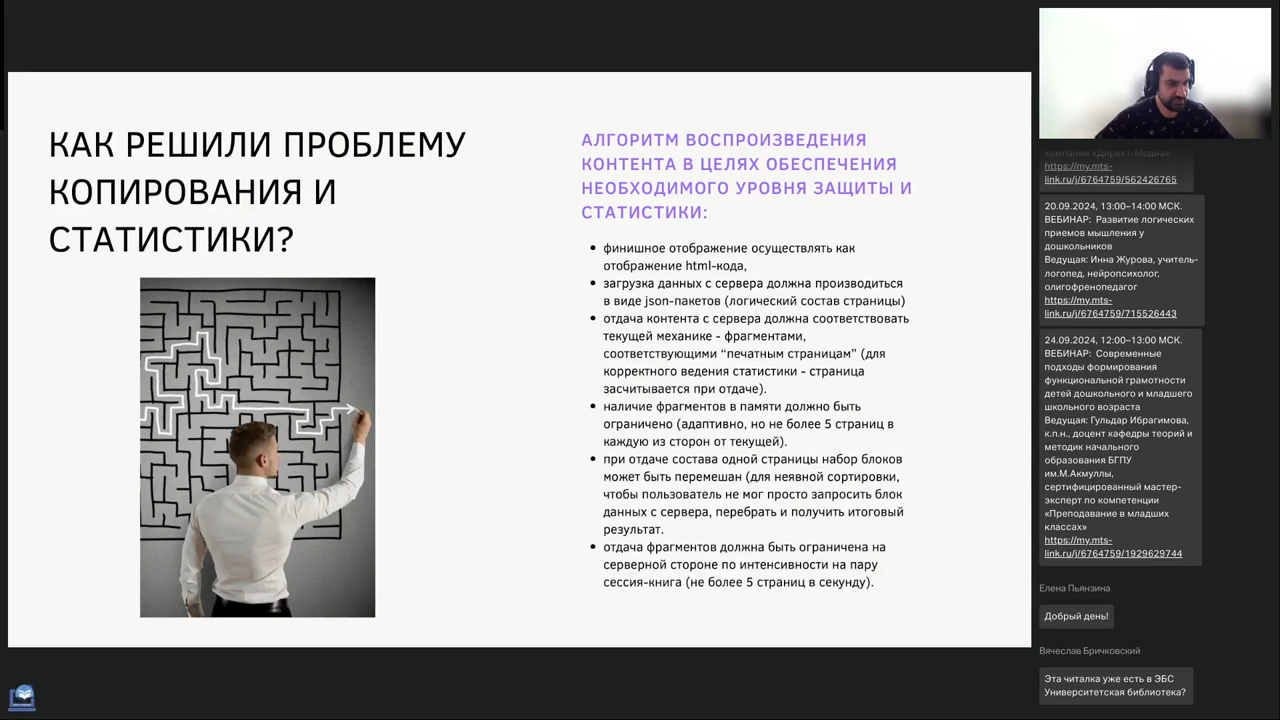 КАК РЕШИЛИ ПРОБЛЕМУ
КОПИРОВАНИЯ И
СТАТИСТИКИ?
АЛГОРИТМ ВОСПРОИЗВЕДЕНИЯ
КОНТЕНТА В ЦЕЛЯХ ОБЕСПЕЧЕНИЯ
НЕОБХОДИМОГО УРОВНЯ ЗАЩИТЫ И
СТАТИСТИКИ:
• финишное отображение осуществлять как
отображение html-кода,
• загрузка данных с сервера должна производиться
в виде json-пакетов (логический состав страницы)
• отдача контента с сервера должна соответствовать
текущей механике - фрагментами,
соответствующими “печатным страницам” (для
корректного ведения статистики - страница
засчитывается при отдаче).
• наличие фрагментов в памяти должно быть
ограничено (адаптивно, но не более 5 страниц в
каждую из сторон от текущей).
• при отдаче состава одной страницы набор блоков
может быть перемешан (для неявной сортировки,
чтобы пользователь не мог просто запросить блок
данных с сервера, перебрать и получить итоговый
результат.
• отдача фрагментов должна быть ограничена на
серверной стороне по интенсивности на пару
сессия-книга (не более 5 страниц в секунду).
компания «Директ-Медиа»
https://my.mts-
link.ru/j/6764759/562426765
20.09.2024, 13:00–14:00 МСК.
ВЕБИНАР:  Развитие логических
приемов мышления у
дошкольников
Ведущая: Инна Журова, учитель-
логопед, нейропсихолог,
олигофренопедагог
https://my.mts-
link.ru/j/6764759/715526443
24.09.2024, 12:00–13:00 МСК.
ВЕБИНАР:  Современные
подходы формирования
функциональной грамотности
детей дошкольного и младшего
школьного возраста
Ведущая: Гульдар Ибрагимова,
к.п.н., доцент кафедры теорий и
методик начального
образования БГПУ
им.М.Акмуллы,
сертифицированный мастер-
эксперт по компетенции
«Преподавание в младших
классах»
https://my.mts-
link.ru/j/6764759/1929629744
Елена Пьянзина
Добрый день!
Вячеслав Бричковский
Эта читалка уже есть в ЭБС
Университетская библиотека?